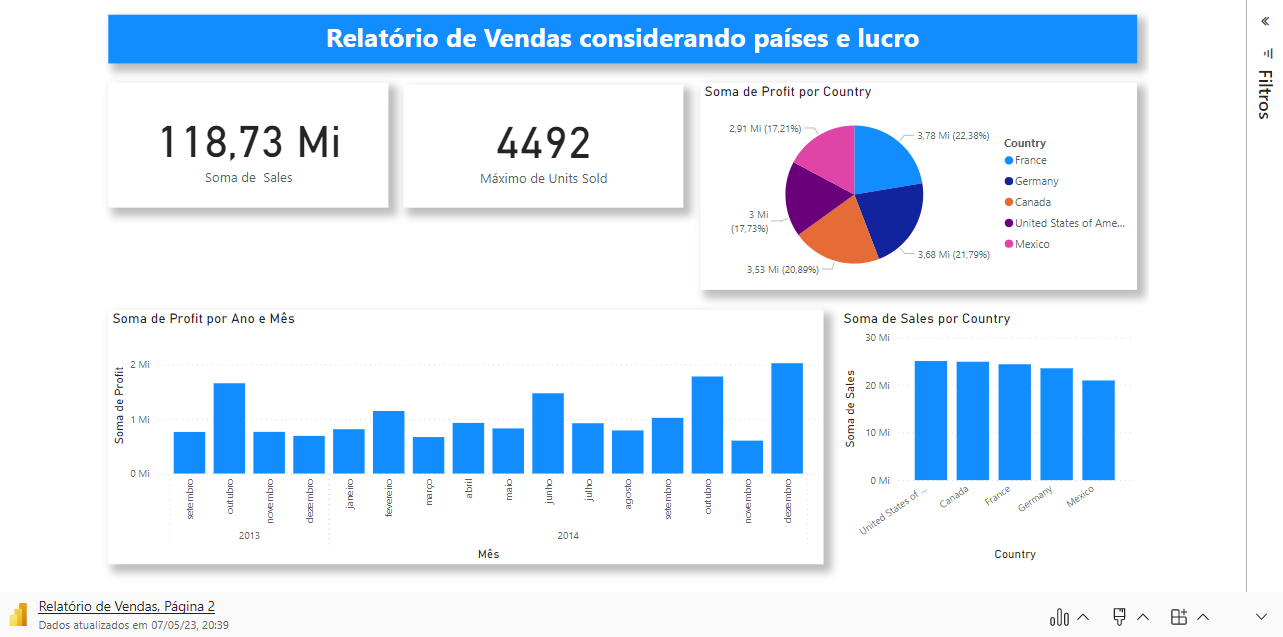 Relatório de Vendas considerando países e lucro
Filtros
118,73 Mi
Soma de  Sales
4492
Máximo de Units Sold
Soma de Profit por Country
2,91 Mi (17,21%)
3,78 Mi (22,38%)
3 Mi
(17,73%)
3,53 Mi (20,89%)
3,68 Mi (21,79%)
Country
France
Germany
Canada
United States of Ame...
Mexico
Soma de Profit por Ano e Mês
Soma de Profit
2 Mi
1 Mi
0 Mi
setembro
outubro
novembro
dezembro
janeiro
fevereiro
março
abril
maio
junho
julho
agosto
setembro
outubro
novembro
dezembro
2013
2014
Mês
Soma de Sales por Country
Soma de Sales
30 Mi
20 Mi
10 Mi
0 Mi
United States of ...
Canada
France
Germany
Mexico
Country
Relatório de Vendas, Página 2
Dados atualizados em 07/05/23, 20:39